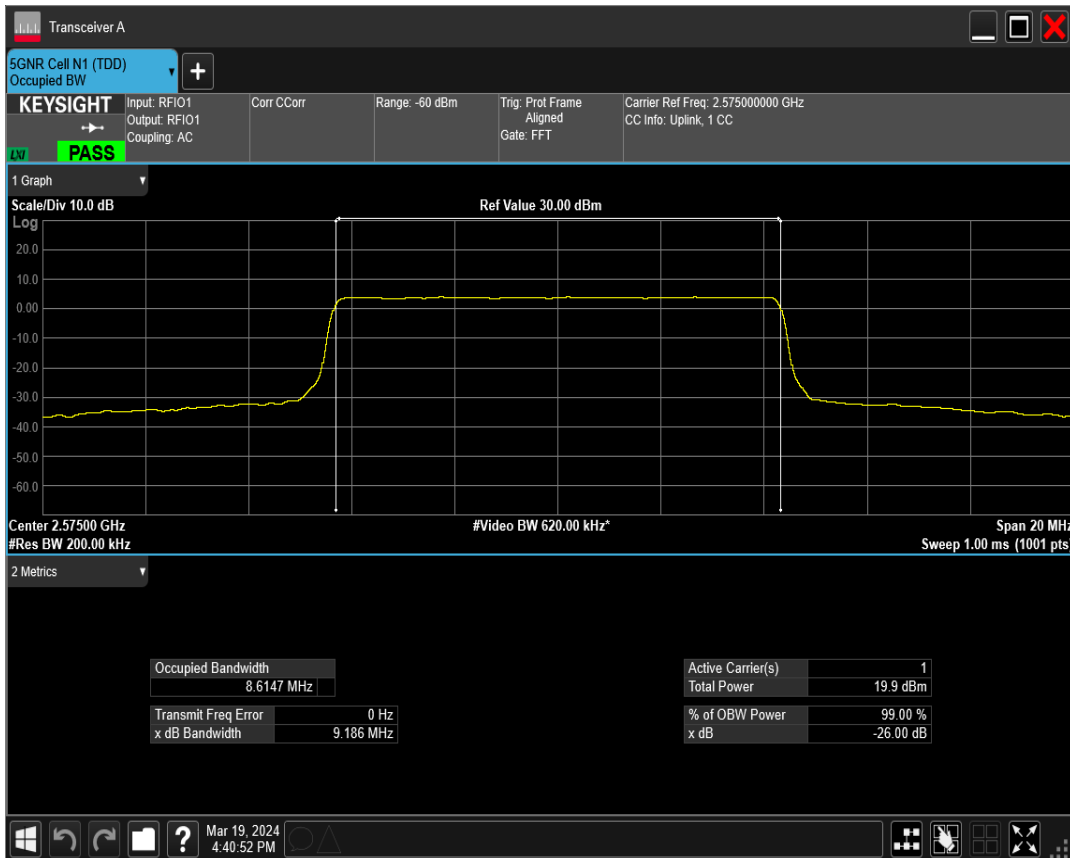 Transceiver A
5GNR Cell N1 (TDD)
Occupied BW
KEYSIGHT
LXI
PASS
Input: RFIO1
Output: RFIO1
Coupling: AC
Corr CCorr
Range: -60 dBm
Trig: Prot Frame
Aligned
Gate: FFT
Carrier Ref Freq: 2.575000000 GHz
CC Info: Uplink, 1 CC
1 Graph
Scale/Div 10.0 dB
Ref Value 30.00 dBm
Log
20.0
10.0
0.00
-10.0
-20.0
-30.0
-40.0
-50.0
-60.0
Center 2.57500 GHz
#Video BW 620.00 kHz*
Span 20 MHz
#Res BW 200.00 kHz
Sweep 1.00 ms (1001 pts)
2 Metrics
Occupied Bandwidth
8.6147 MHz
Transmit Freq Error 0 Hz
x dB Bandwidth 9.186 MHz
Active Carrier(s) 1
Total Power 19.9 dBm
% of OBW Power 99.00 %
x dB -26.00 dB
?
Mar 19, 2024
4:40:52 PM